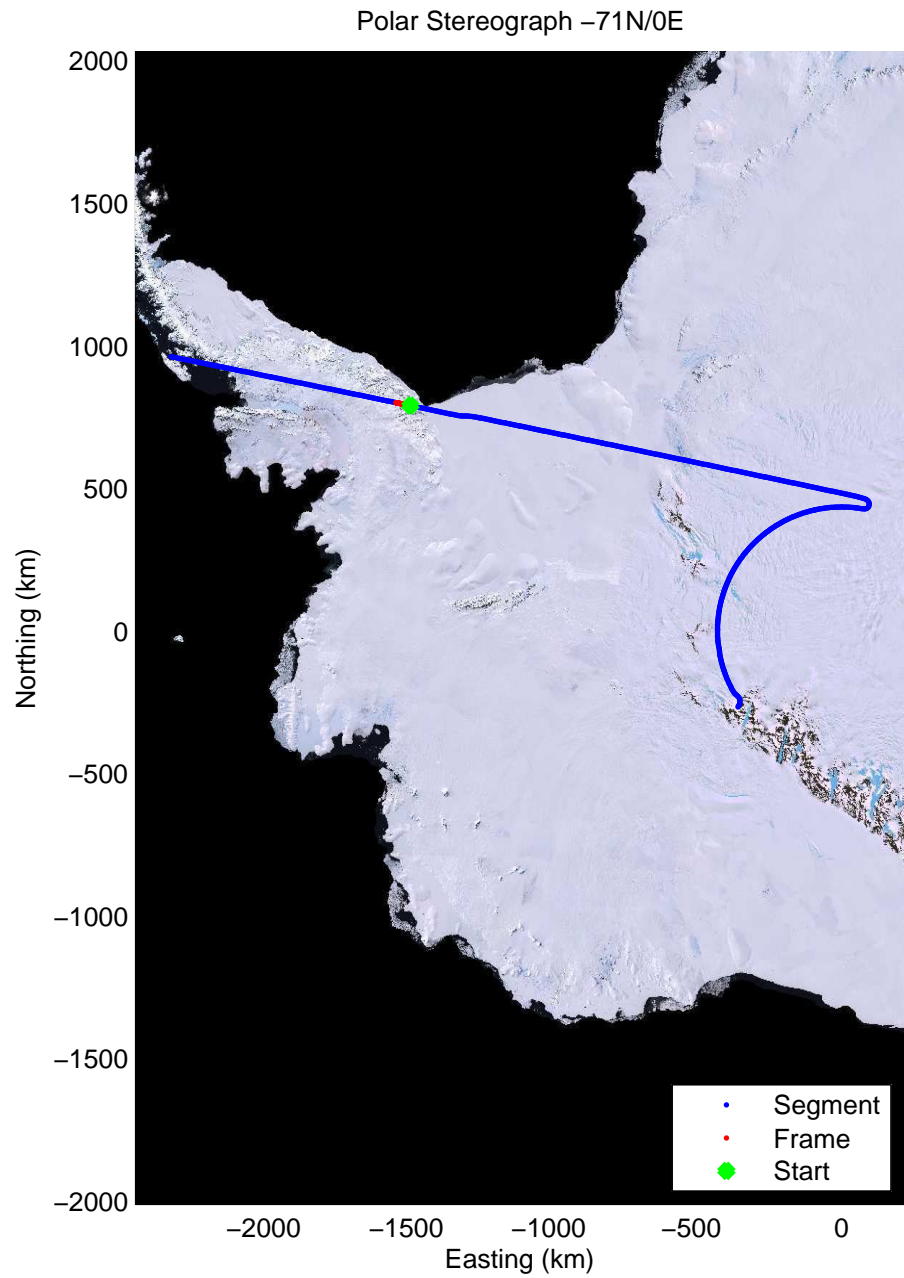 Polar Stereograph −71N/0E
2000
1500
1000
500
0
−500
−1000
−1500
−2000
Northing (km)
−2000 −1500 −1000 −500 0
Easting (km)
Segment
Frame
Start